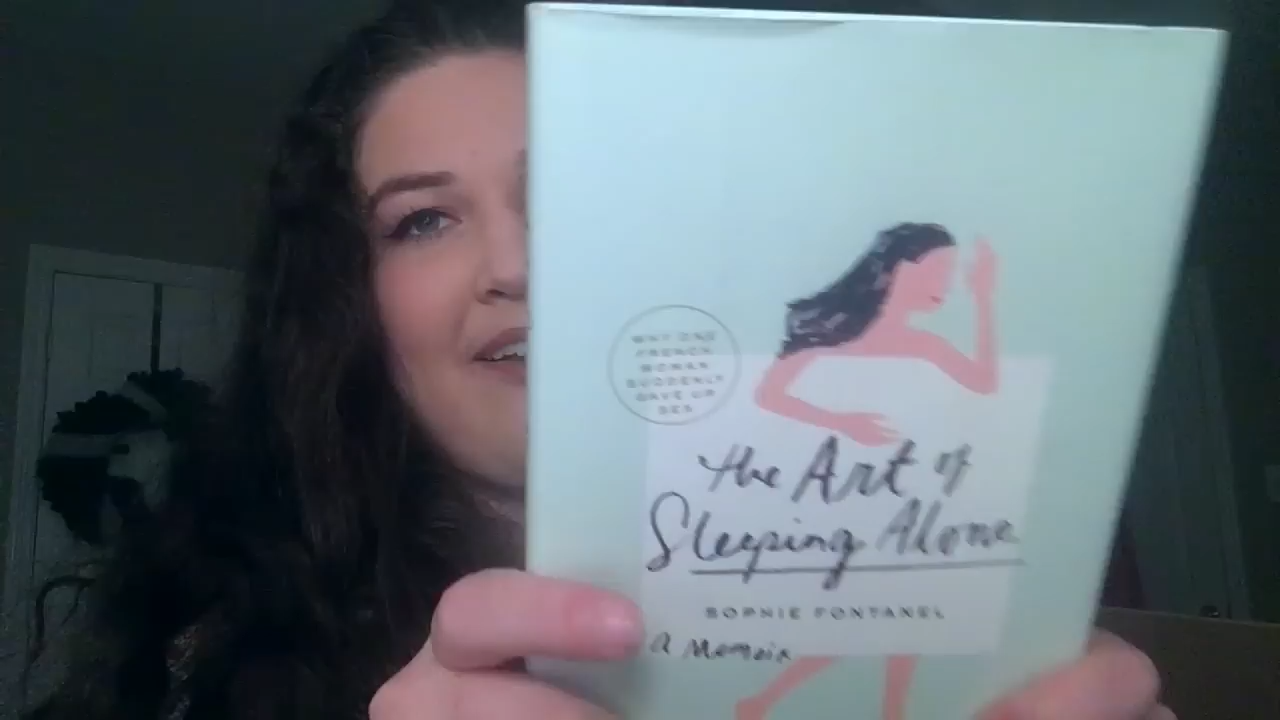 WHY ONE
FRENCH
WOMAN
SUDDENLY
GAVE UP
SEX
the Art of
Sleeping Alone
SOPHIE FONTANEL
a Memoir